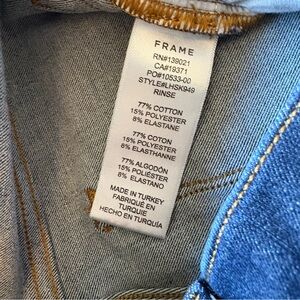 FRAME
RN#139021
CA#19371
PO#10533-00
STYLE#LHSK949
RINSE
77% COTTON
15% POLYESTER
8% ELASTANE
77% COTON
15% POLYESTER
8% ELASTHANNE
77% ALGODÓN
15% POLIÉSTER
8% ELASTANO
MADE IN TURKEY
FABRIQUÉ EN
TURQUIE
HECHO EN TURQUÍA